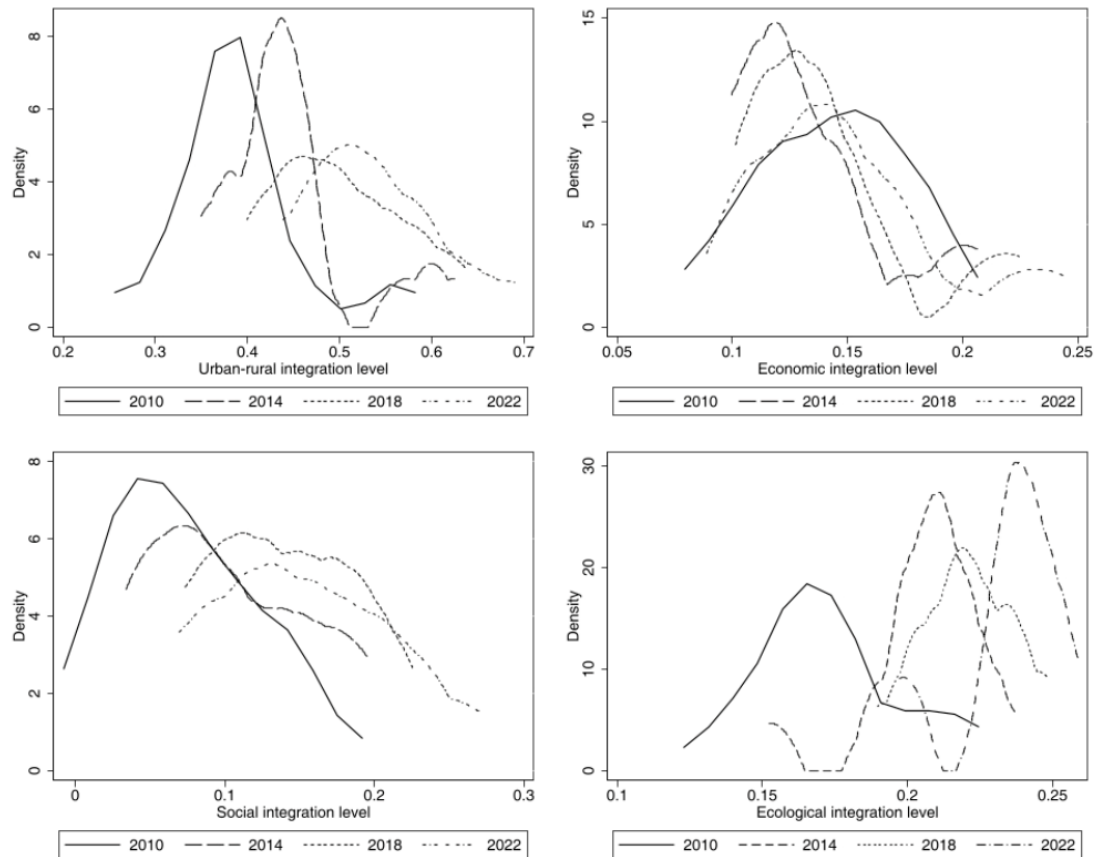 8
6
4
2
0
Density
0.2 0.3 0.4 0.5 0.6 0.7
Urban-rural integration level
2010 2014 2018 2022
15
10
5
0
Density
0.05 0.1 0.15 0.2 0.25
Economic integration level
2010 2014 2018 2022
8
6
4
2
0
Density
0 0.1 0.2 0.3
Social integration level
2010 2014 2018 2022
30
20
10
0
Density
0.1 0.15 0.2 0.25
Ecological integration level
2010 2014 2018 2022